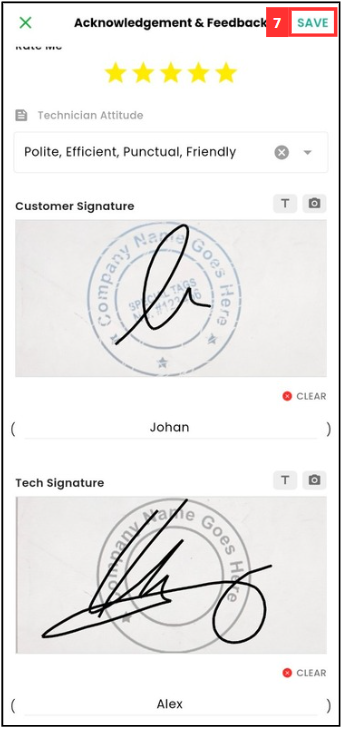 Acknowledgement & Feedback
7 SAVE
Rate Me
Technician Attitude
Polite, Efficient, Punctual, Friendly
Customer Signature
T
Company Name Goes Here
SPECIAL TAGS
CLEAR
( Johan )
Tech Signature
T
Company Name Goes Here
CLEAR
( Alex )